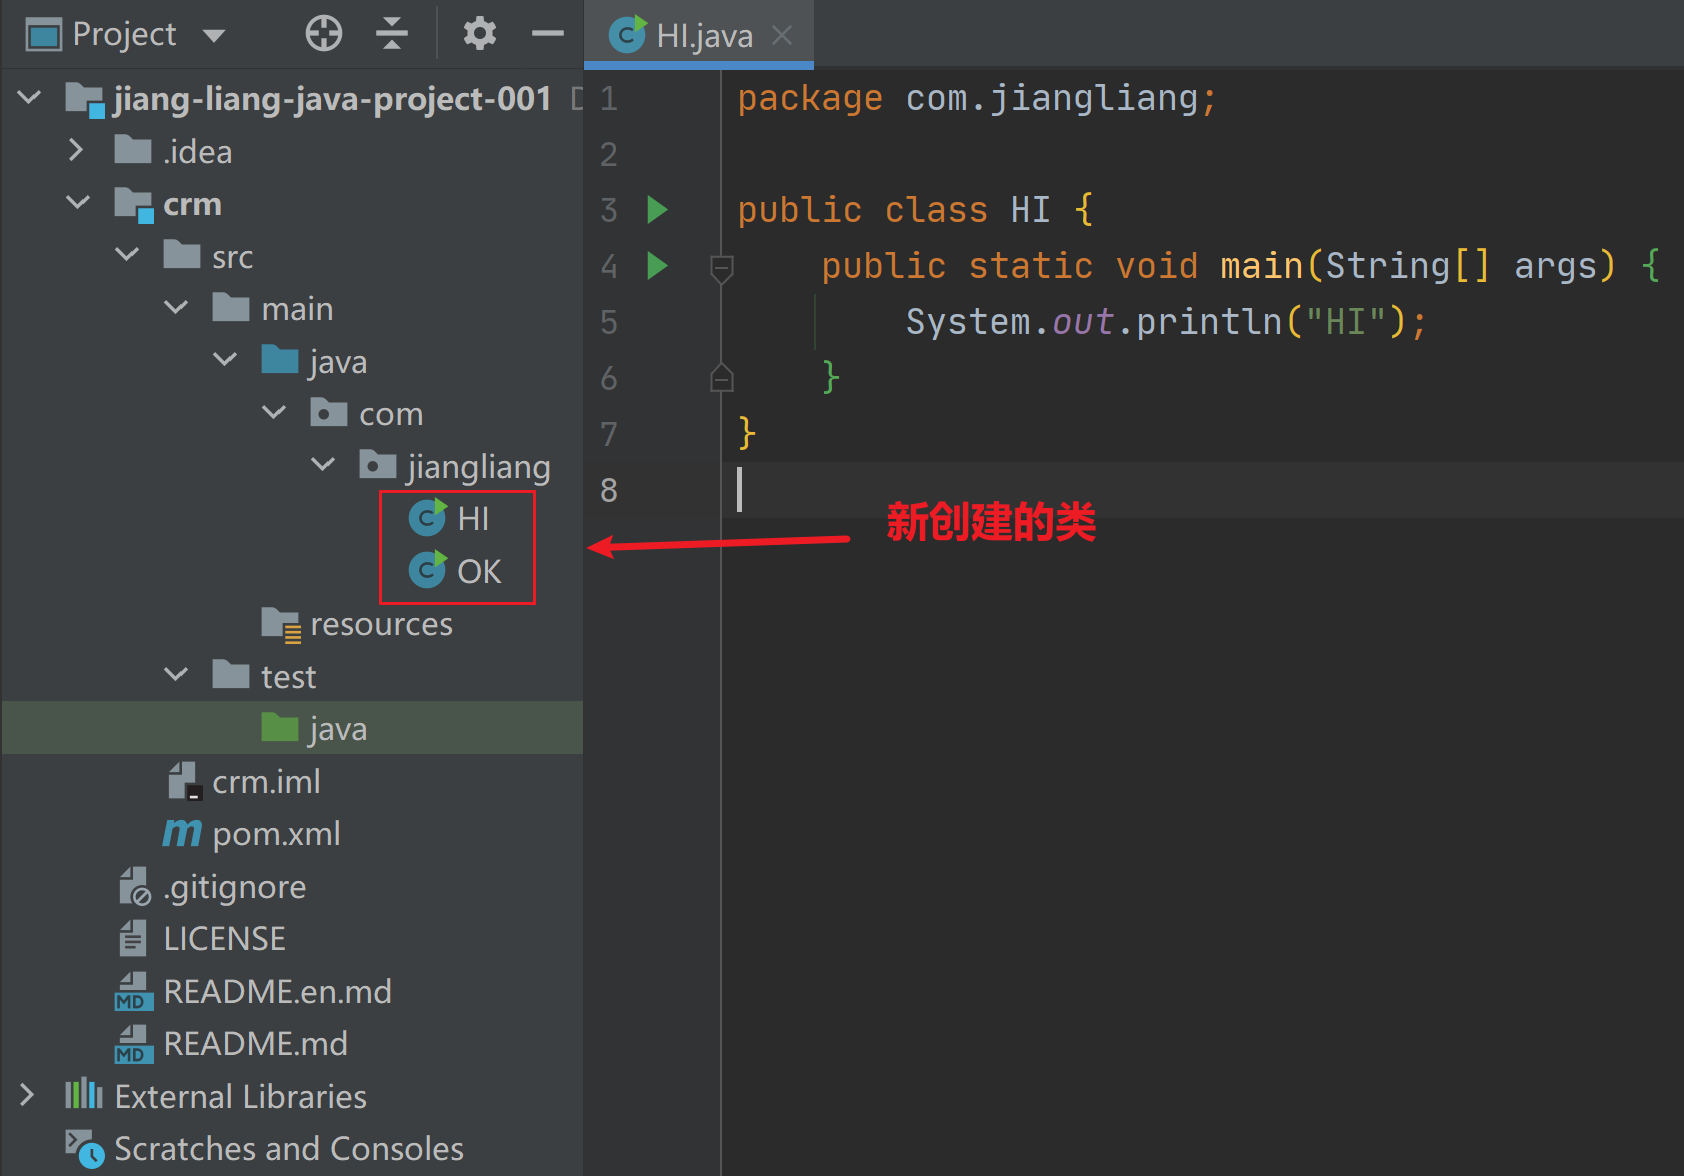 Project
jiang-liang-java-project-001 D
.idea
crm
src
main
java
com
jiangliang
HI
OK
resources
test
java
crm.iml
pom.xml
.gitignore
LICENSE
README.en.md
README.md
External Libraries
Scratches and Consoles
HI.java
1 package com.jiangliang;
2
3 public class HI {
4 public static void main(String[] args) {
5 System.out.println("HI");
6 }
7 }
8
新创建的类